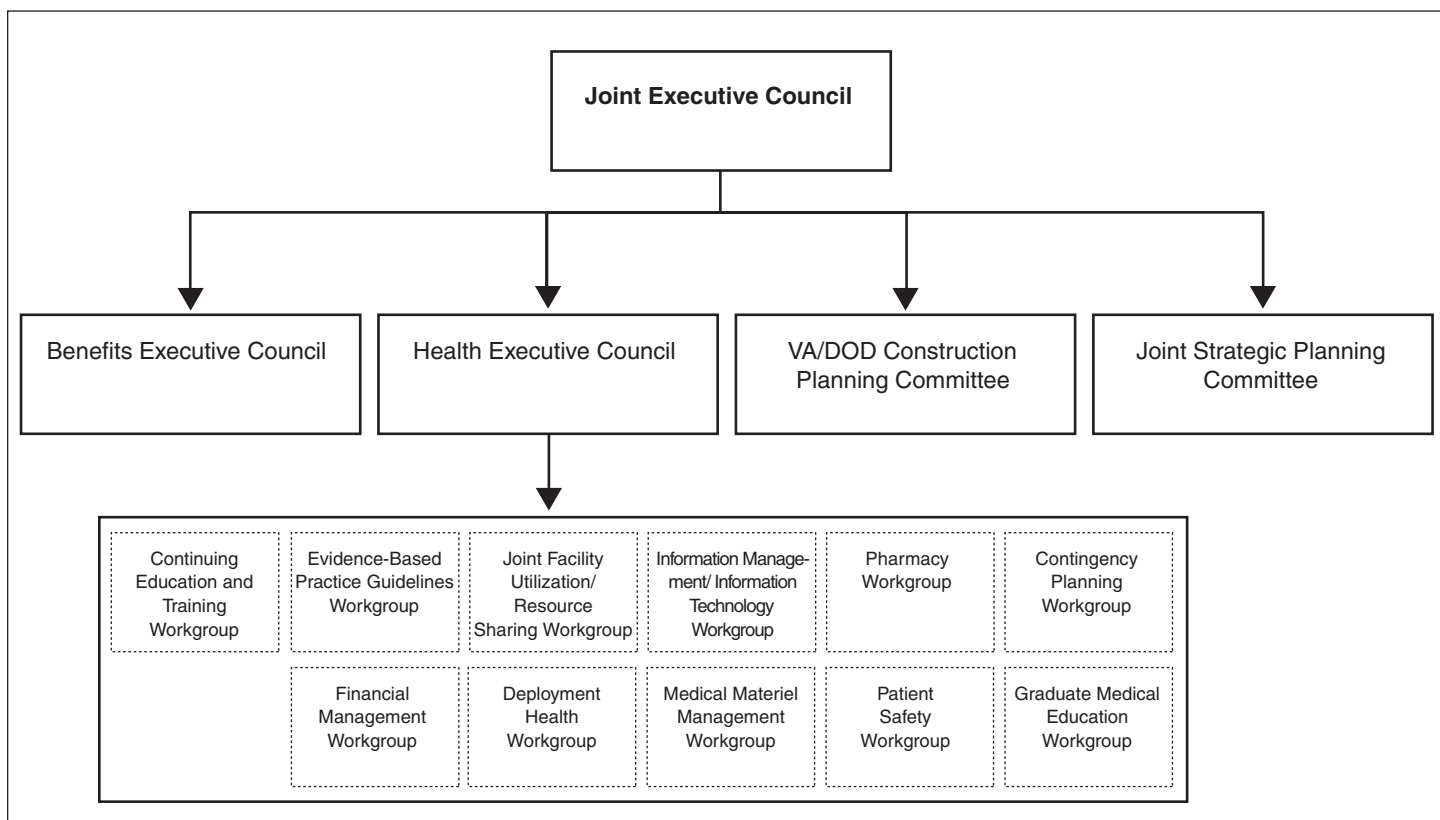 Joint Executive Council
Benefits Executive Council
Health Executive Council
VA/DOD Construction
Planning Committee
Joint Strategic Planning
Committee
Continuing
Education and
Training
Workgroup
Evidence-Based
Practice Guidelines
Workgroup
Joint Facility
Utilization/
Resource
Sharing Workgroup
Information Manage-
ment/ Information
Technology
Workgroup
Pharmacy
Workgroup
Contingency
Planning
Workgroup
Financial
Management
Workgroup
Deployment
Health
Workgroup
Medical Materiel
Management
Workgroup
Patient
Safety
Workgroup
Graduate Medical
Education
Workgroup